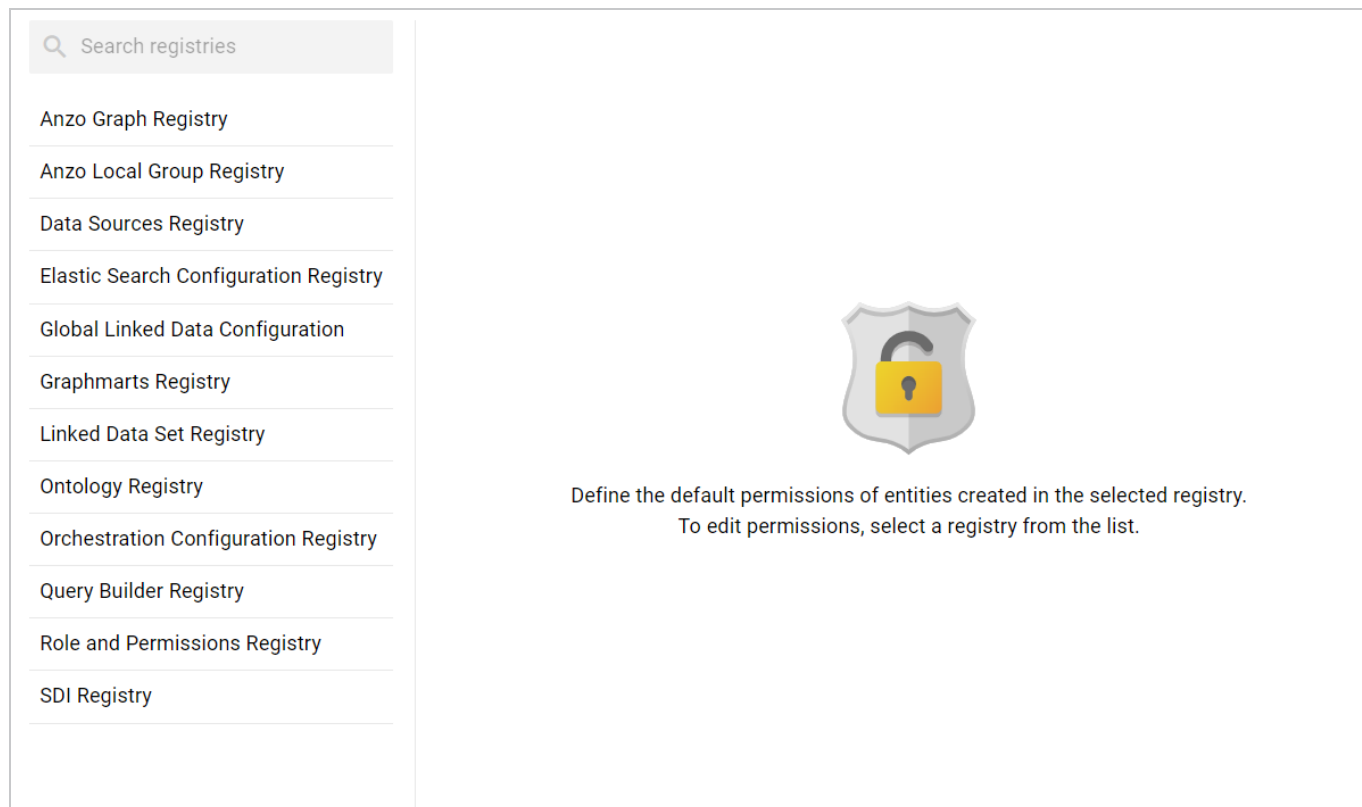 Search registries
Anzo Graph Registry
Anzo Local Group Registry
Data Sources Registry
Elastic Search Configuration Registry
Global Linked Data Configuration
Graphmarts Registry
Linked Data Set Registry
Ontology Registry
Orchestration Configuration Registry
Query Builder Registry
Role and Permissions Registry
SDI Registry
Define the default permissions of entities created in the selected registry.
To edit permissions, select a registry from the list.